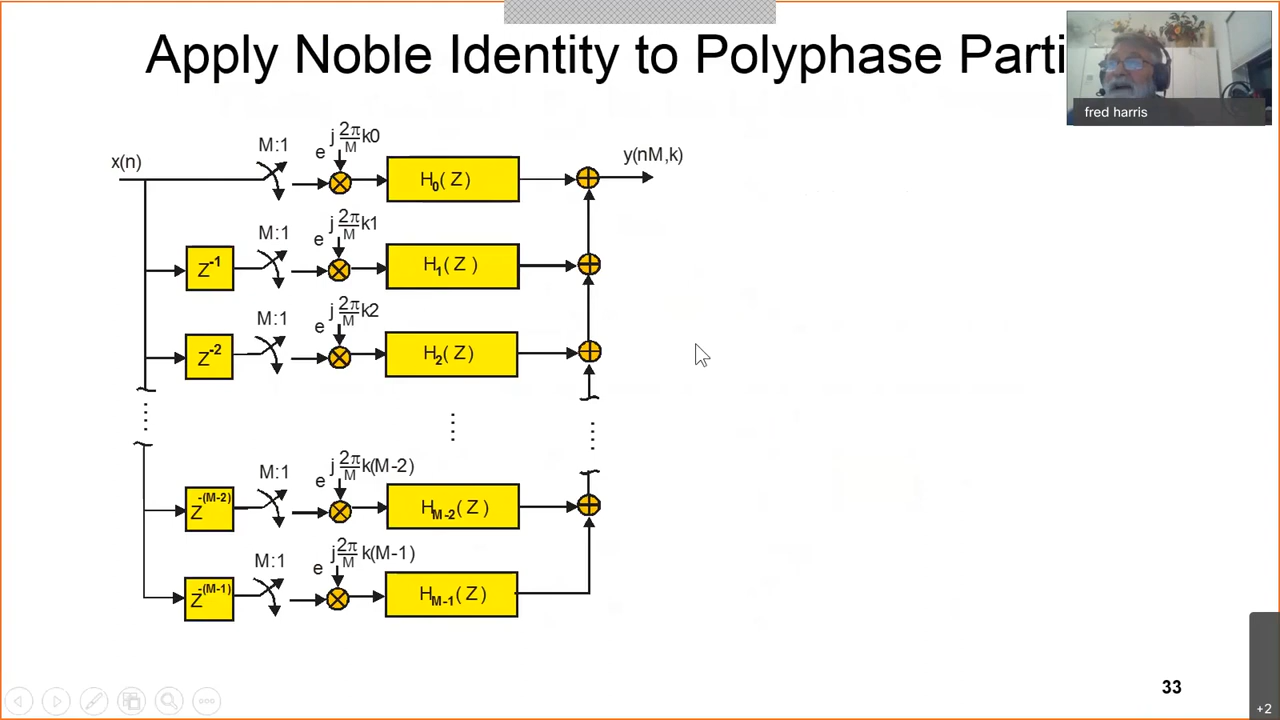 Apply Noble Identity to Polyphase Parti
fred harris
x(n) M:1 e j 2π/M k0 H0( Z ) y(nM,k)
Z-1 M:1 e j 2π/M k1 H1( Z )
Z-2 M:1 e j 2π/M k2 H2( Z )
Z-(M-2) M:1 e j 2π/M k(M-2) HM-2( Z )
Z-(M-1) M:1 e j 2π/M k(M-1) HM-1( Z )
33
+2